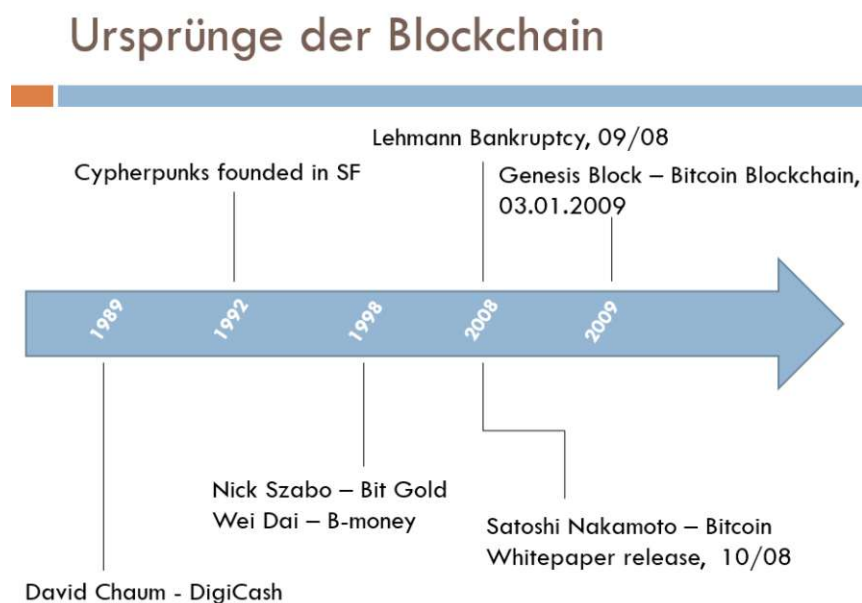 Ursprünge der Blockchain
Lehmann Bankruptcy, 09/08
Cypherpunks founded in SF
Genesis Block – Bitcoin Blockchain,
03.01.2009
1989
1992
1998
2008
2009
Nick Szabo – Bit Gold
Wei Dai – B-money
Satoshi Nakamoto – Bitcoin
Whitepaper release, 10/08
David Chaum - DigiCash